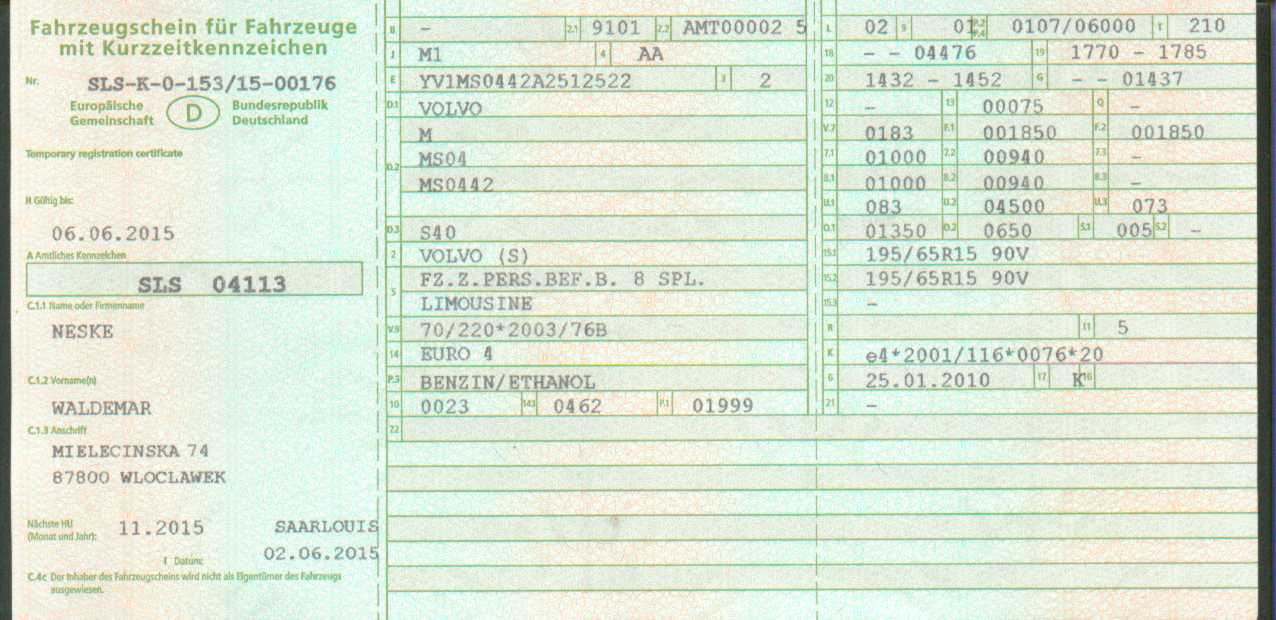 Fahrzeugschein für Fahrzeuge
mit Kurzzeitkennzeichen
Nr. SLS-K-0-153/15-00176
Europäische Gemeinschaft
D
Bundesrepublik Deutschland
Temporary registration certificate
H Gültig bis:
06.06.2015
A Amtliches Kennzeichen
SLS 04113
C.1.1 Name oder Firmenname
NESKE
C.1.2 Vorname(n)
WALDEMAR
C.1.3 Anschrift
MIELECINSKA 74
87800 WLOCLAWEK
Nächste HU
(Monat und Jahr): 11.2015 SAARLOUIS
I Datum: 02.06.2015
C.4c Der Inhaber des Fahrzeugscheins wird nicht als Eigentümer des Fahrzeugs
ausgewiesen.
B - 2.1 9101 2.2 AMT00002 5
J M1 4 AA
E YV1MS0442A2512522 3 2
D.1 VOLVO
M
D.2 MS04
MS0442
D.3 S40
2 VOLVO (S)
5 FZ.Z.PERS.BEF.B. 8 SPL.
LIMOUSINE
V.9 70/220*2003/76B
14 EURO 4
P.3 BENZIN/ETHANOL
10 0023 14.1 0462 P.1 01999
22
L 02 9 01 P.2 P.4 0107/06000 T 210
18 - - 04476 19 1770 - 1785
20 1432 - 1452 G - - 01437
12 - 13 00075 Q -
V.7 0183 F.1 001850 F.2 001850
7.1 01000 7.2 00940 7.3 -
8.1 01000 8.2 00940 8.3 -
U.1 083 U.2 04500 U.3 073
O.1 01350 O.2 0650 S.1 005 S.2 -
15.1 195/65R15 90V
15.2 195/65R15 90V
15.3 -
R 11 5
K e4*2001/116*0076*20
6 25.01.2010 17 K 16
21 -